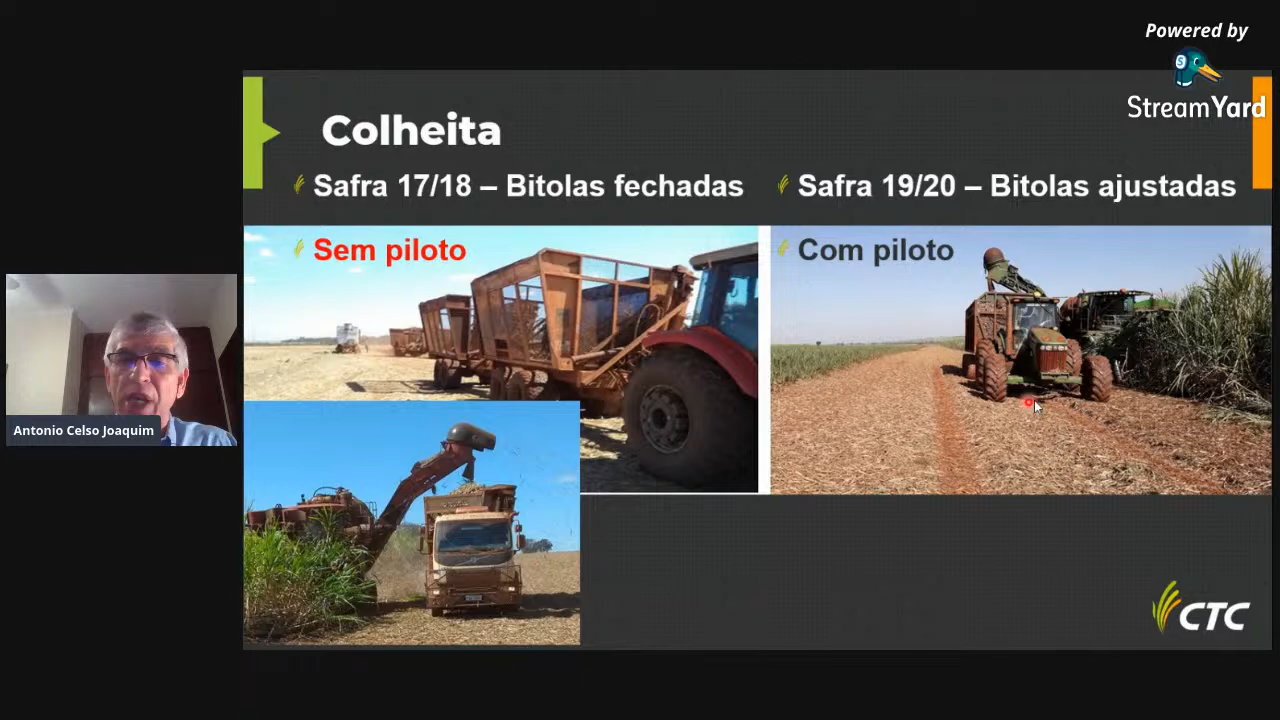 Powered by
StreamYard
Colheita
Safra 17/18 – Bitolas fechadas
Safra 19/20 – Bitolas ajustadas
Sem piloto
Com piloto
Antonio Celso Joaquim
CTC